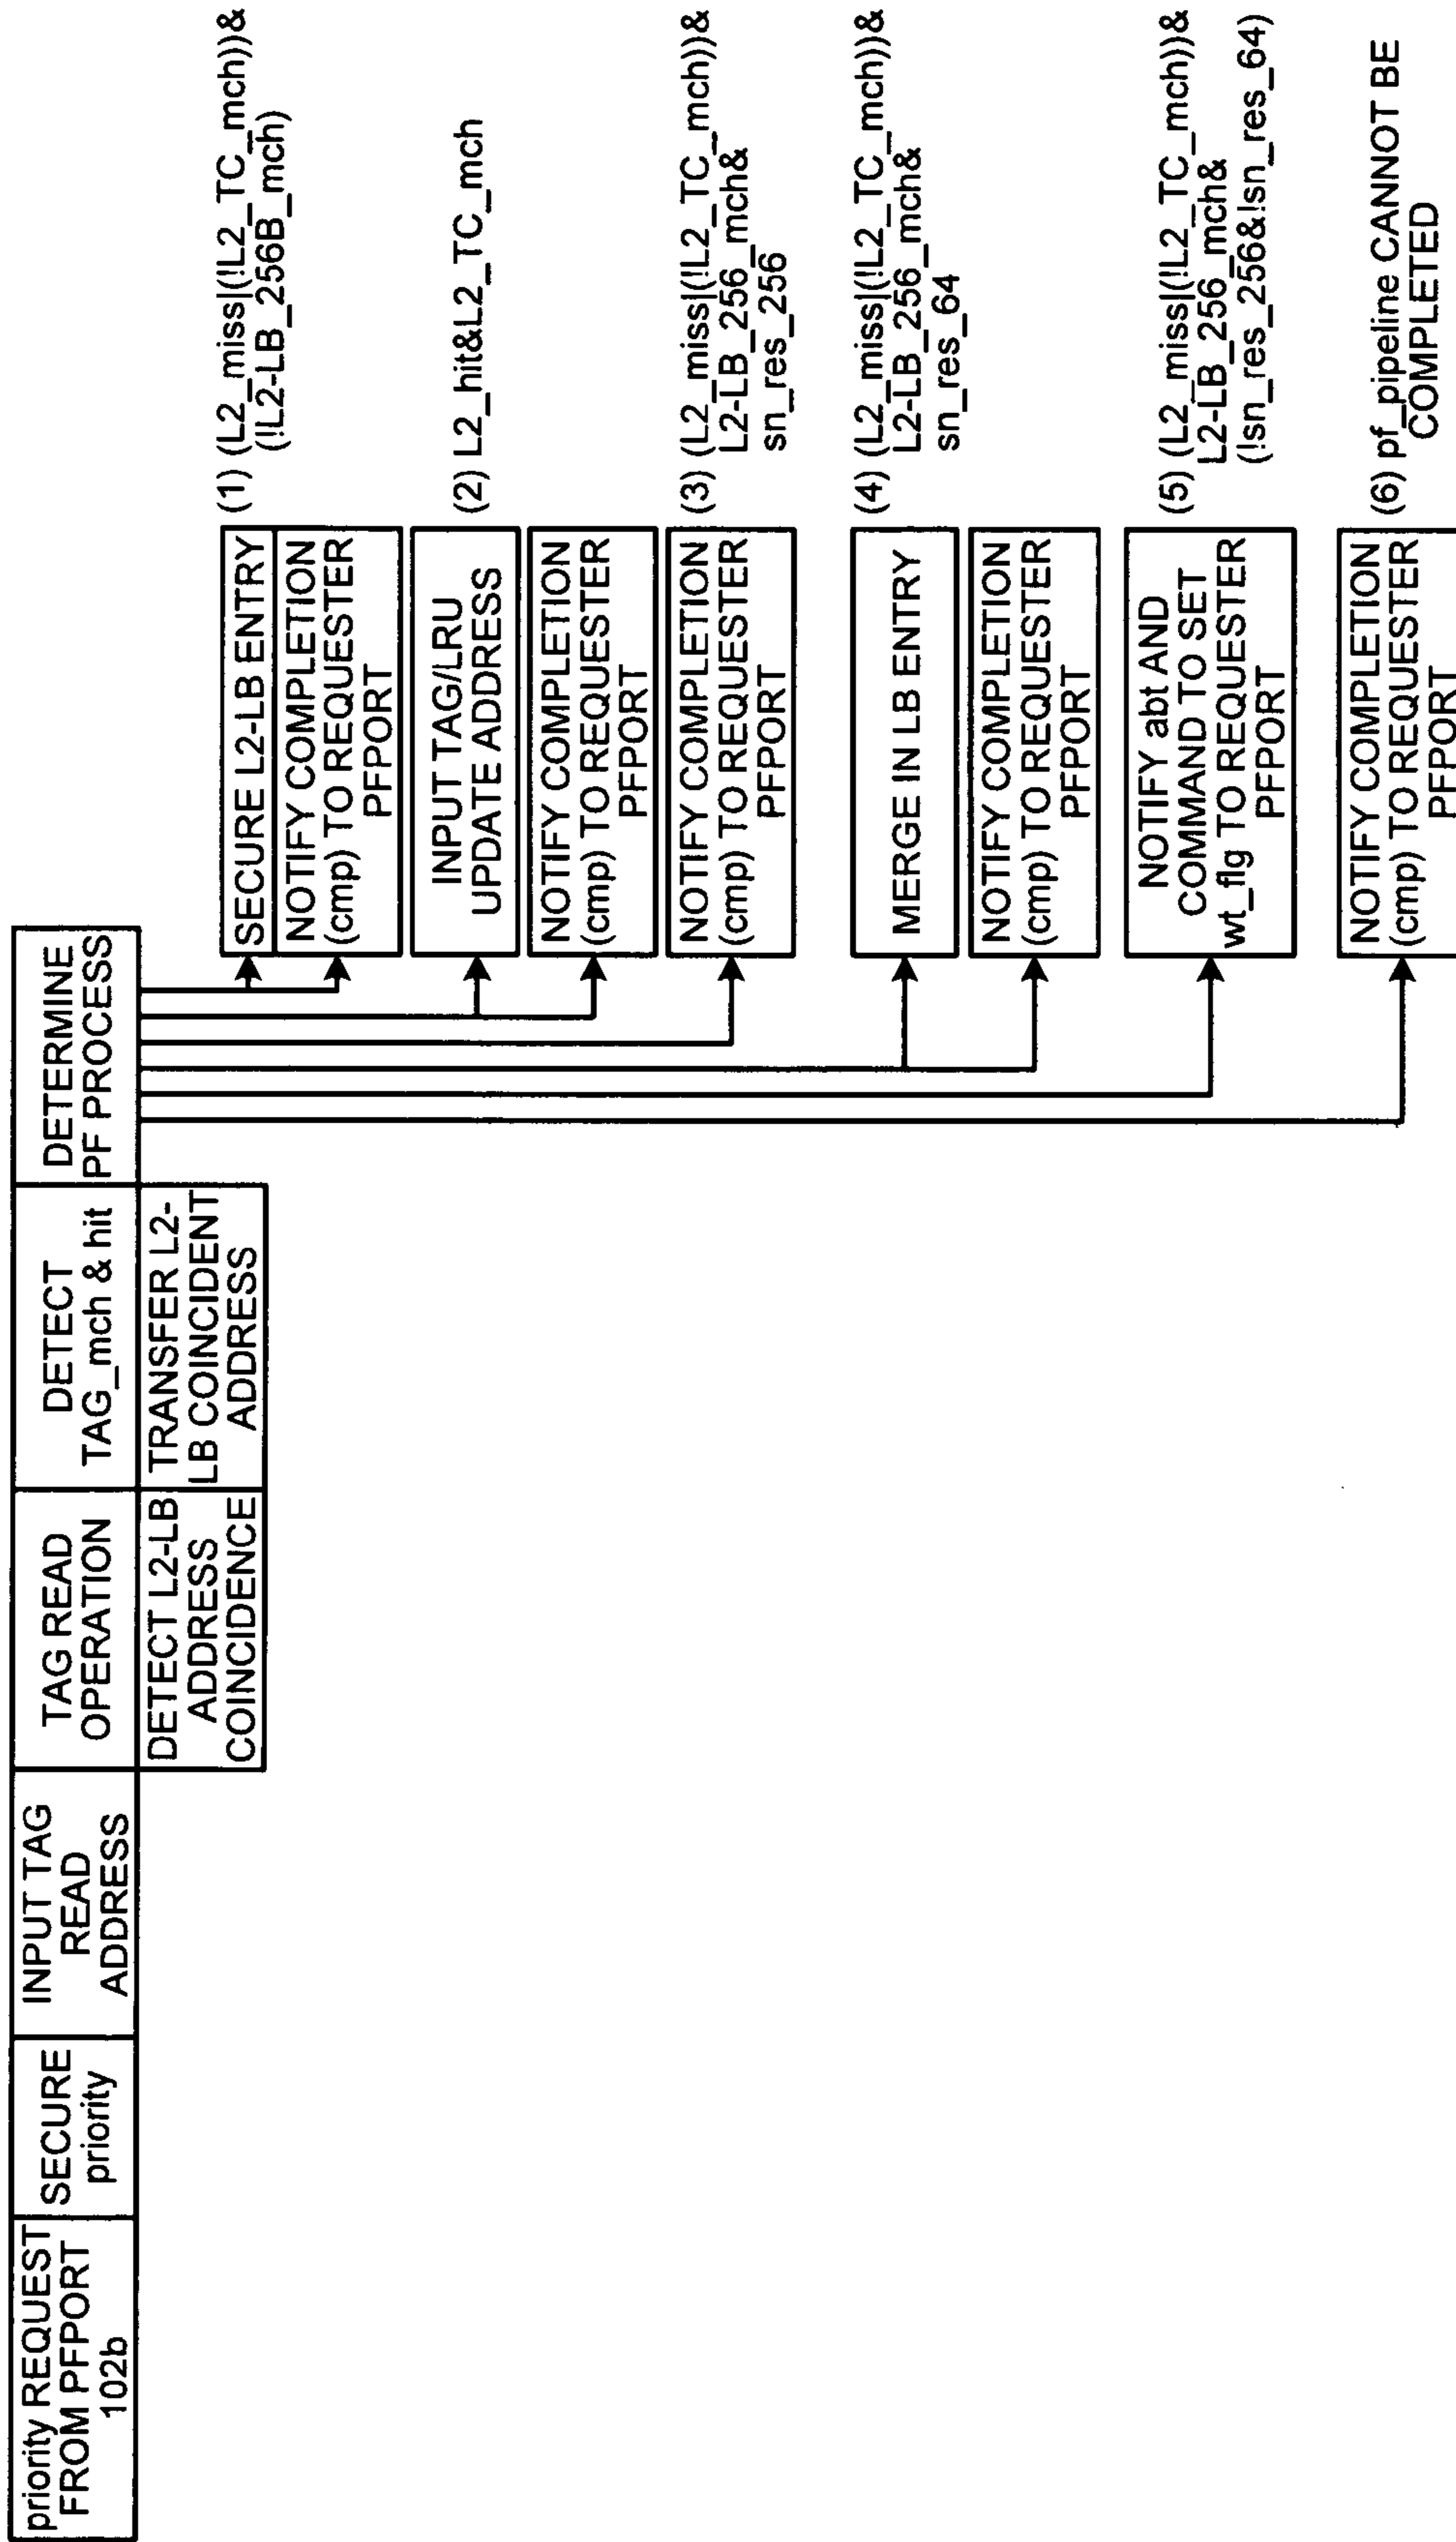 priority REQUEST
FROM PFPORT
102b
SECURE
priority
INPUT TAG
READ
ADDRESS
TAG READ
OPERATION
DETECT
TAG_mch & hit
DETERMINE
PF PROCESS
DETECT L2-LB
ADDRESS
COINCIDENCE
TRANSFER L2-
LB COINCIDENT
ADDRESS
SECURE L2-LB ENTRY
NOTIFY COMPLETION
(cmp) TO REQUESTER
PFPORT
(1) (L2_miss|(!L2_TC_mch))&
(!L2-LB_256B_mch)
INPUT TAG/LRU
UPDATE ADDRESS
(2) L2_hit&L2_TC_mch
NOTIFY COMPLETION
(cmp) TO REQUESTER
PFPORT
NOTIFY COMPLETION
(cmp) TO REQUESTER
PFPORT
(3) (L2_miss|(!L2_TC_mch))&
L2-LB_256_mch&
sn_res_256
MERGE IN LB ENTRY
(4) (L2_miss|(!L2_TC_mch))&
L2-LB_256_mch&
sn_res_64
NOTIFY COMPLETION
(cmp) TO REQUESTER
PFPORT
NOTIFY abt AND
COMMAND TO SET
wt_flg TO REQUESTER
PFPORT
(5) (L2_miss|(!L2_TC_mch))&
L2-LB_256_mch&
(!sn_res_256&!sn_res_64)
NOTIFY COMPLETION
(cmp) TO REQUESTER
PFPORT
(6) pf_pipeline CANNOT BE
COMPLETED